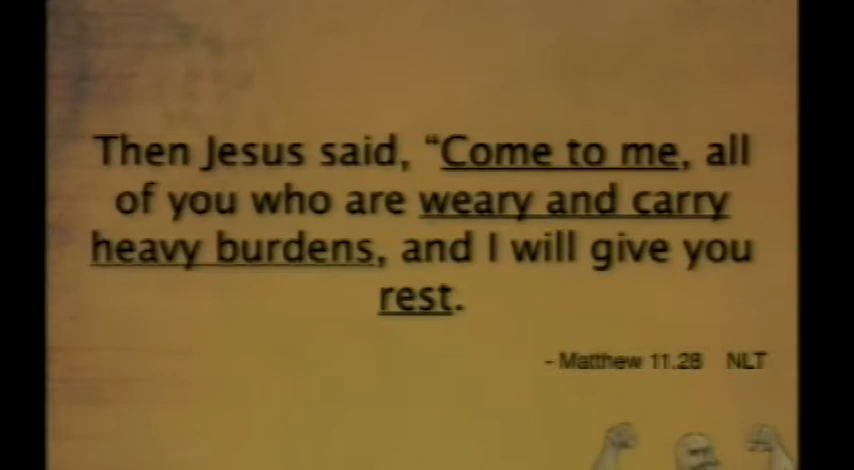 Then Jesus said, “Come to me, all
of you who are weary and carry
heavy burdens, and I will give you
rest.
- Matthew 11.28 NLT